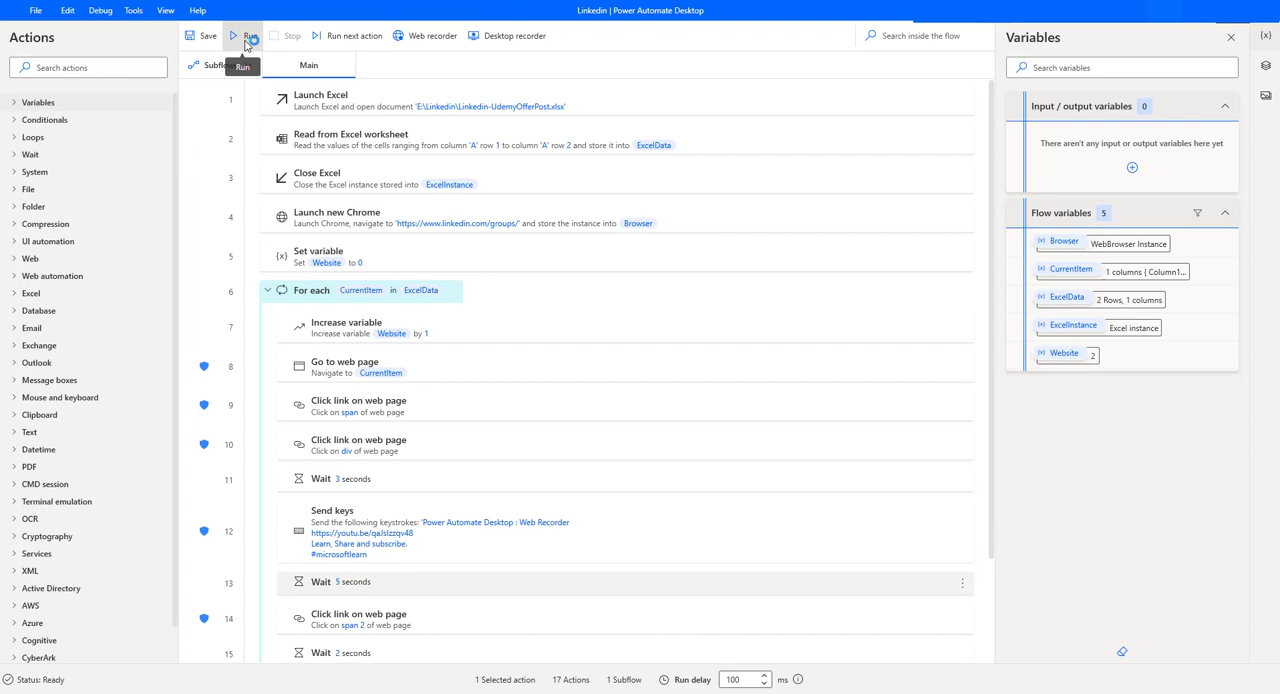 File Edit Debug Tools View Help
Linkedin | Power Automate Desktop
Actions
Search actions
Variables
Conditionals
Loops
Wait
System
File
Folder
Compression
UI automation
Web
Web automation
Excel
Database
Email
Exchange
Outlook
Message boxes
Mouse and keyboard
Clipboard
Text
Datetime
PDF
CMD session
Terminal emulation
OCR
Cryptography
Services
XML
Active Directory
AWS
Azure
Cognitive
CyberArk
Save Stop Run next action Web recorder Desktop recorder Search inside the flow
Run
Main
1 Launch Excel
Launch Excel and open document 'E:\Linkedin\Linkedin-UdemyOfferPost.xlsx'
2 Read from Excel worksheet
Read the values of the cells ranging from column 'A' row 1 to column 'A' row 2 and store it into ExcelData
3 Close Excel
Close the Excel instance stored into ExcelInstance
4 Launch new Chrome
Launch Chrome, navigate to 'https://www.linkedin.com/groups/' and store the instance into Browser
5 {x} Set variable
Set Website to 0
6 For each CurrentItem in ExcelData
7 Increase variable
Increase variable Website by 1
8 Go to web page
Navigate to CurrentItem
9 Click link on web page
Click on span of web page
10 Click link on web page
Click on div of web page
11 Wait 3 seconds
12 Send keys
Send the following keystrokes: 'Power Automate Desktop : Web Recorder
https://youtu.be/qaJslzzqv48
Learn, Share and subscribe.
#microsoftlearn
13 Wait 5 seconds
14 Click link on web page
Click on span 2 of web page
15 Wait 2 seconds
Variables
Search variables
Input / output variables 0
There aren't any input or output variables here yet
Flow variables 5
Browser WebBrowser Instance
CurrentItem 1 columns { Column1...
ExcelData 2 Rows, 1 columns
ExcelInstance Excel instance
Website 2
{x}
Status: Ready 1 Selected action 17 Actions 1 Subflow Run delay 100 ms